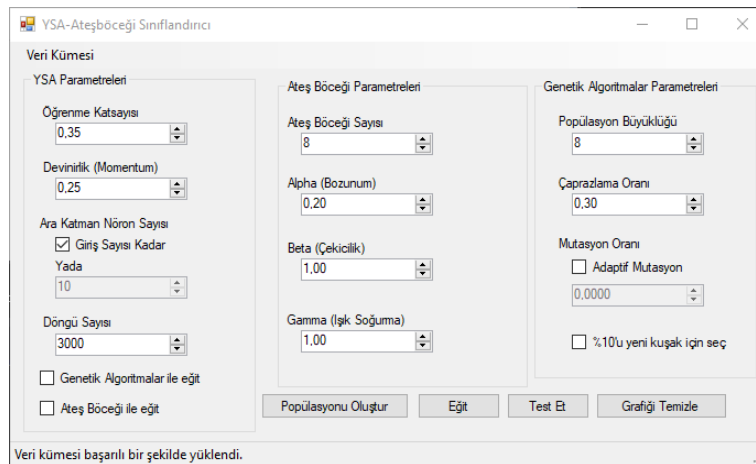 YSA-Ateşböceği Sınıflandırıcı
Veri Kümesi
YSA Parametreleri
Öğrenme Katsayısı
0,35
Devinirlik (Momentum)
0,25
Ara Katman Nöron Sayısı
Giriş Sayısı Kadar
Yada
10
Döngü Sayısı
3000
Genetik Algoritmalar ile eğit
Ateş Böceği ile eğit
Ateş Böceği Parametreleri
Ateş Böceği Sayısı
8
Alpha (Bozunum)
0,20
Beta (Çekicilik)
1,00
Gamma (Işik Soğurma)
1,00
Genetik Algoritmalar Parametreleri
Popülasyon Büyüklüğü
8
Çaprazlama Oranı
0,30
Mutasyon Oranı
Adaptif Mutasyon
0,0000
%10'u yeni kuşak için seç
Popülasyonu Oluştur
Eğit
Test Et
Grafiği Temizle
Veri kümesi başarılı bir şekilde yüklendi.